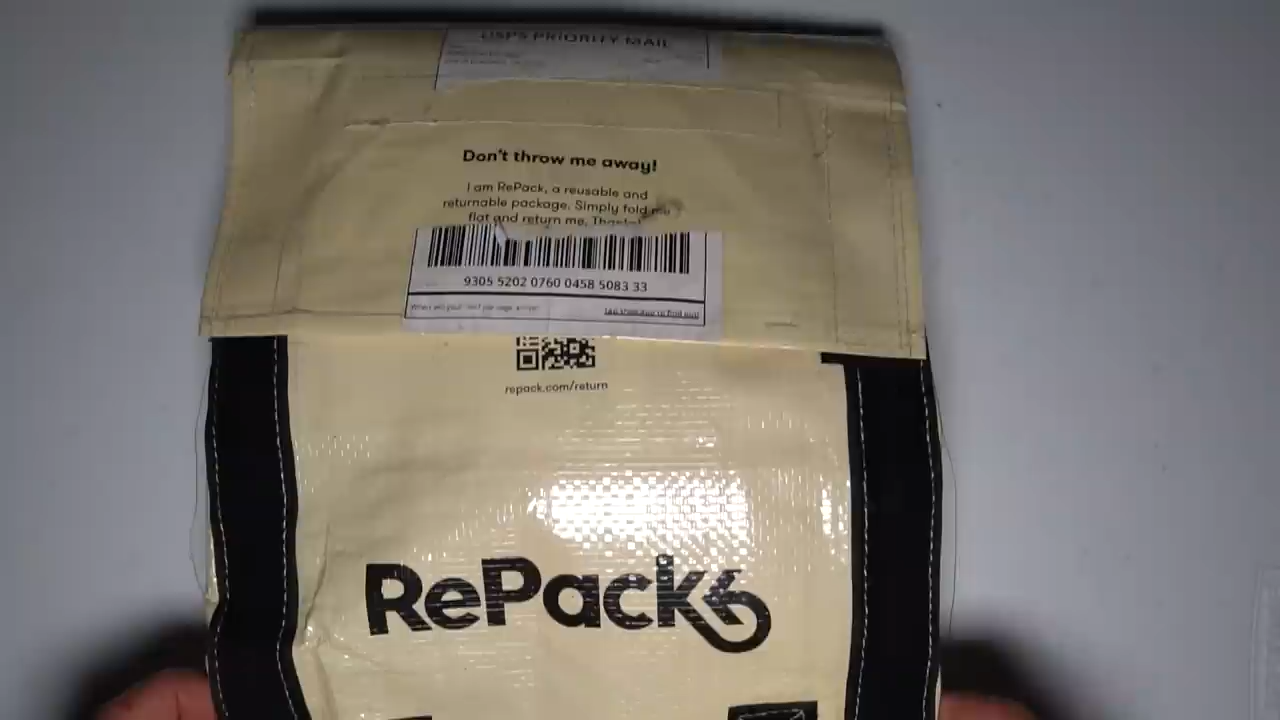 USPS PRIORITY MAIL
Don't throw me away!
I am RePack, a reusable and
returnable package. Simply fold me
flat and return me. Thanks!
9305 5202 0760 0458 5083 33
repack.com/return
RePack